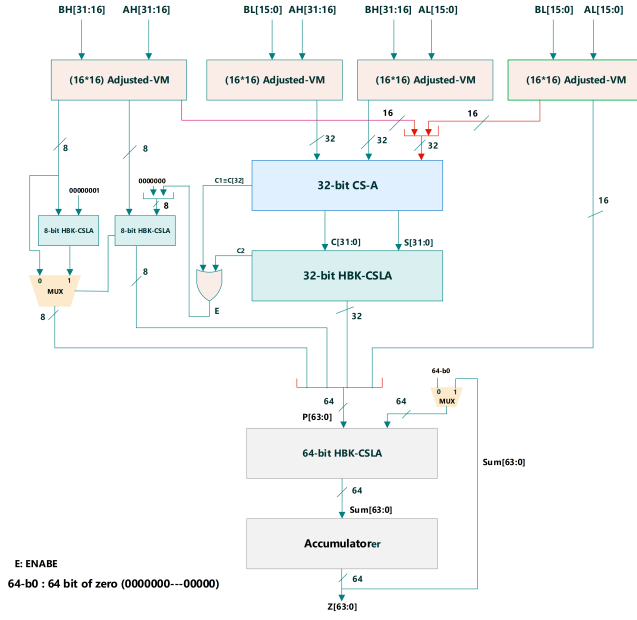 BH[31:16] AH[31:16] BL[15:0] AH[31:16] BH[31:16] AL[15:0] BL[15:0] AL[15:0]
(16*16) Adjusted-VM (16*16) Adjusted-VM (16*16) Adjusted-VM (16*16) Adjusted-VM
16 16
8 8 32 32 32
C1=C[32] 0000000 32-bit CS-A
00000001 8 16
8-bit HBK-CSLA 8-bit HBK-CSLA
C[31:0] S[31:0]
C2
0 1 8 32-bit HBK-CSLA
MUX
8 E 32
64-b0
0 1
64 64 MUX
P[63:0]
64-bit HBK-CSLA
Sum[63:0]
64
Sum[63:0]
Accumulatorer
E: ENABE
64
64-b0 : 64 bit of zero (0000000---00000)
Z[63:0]